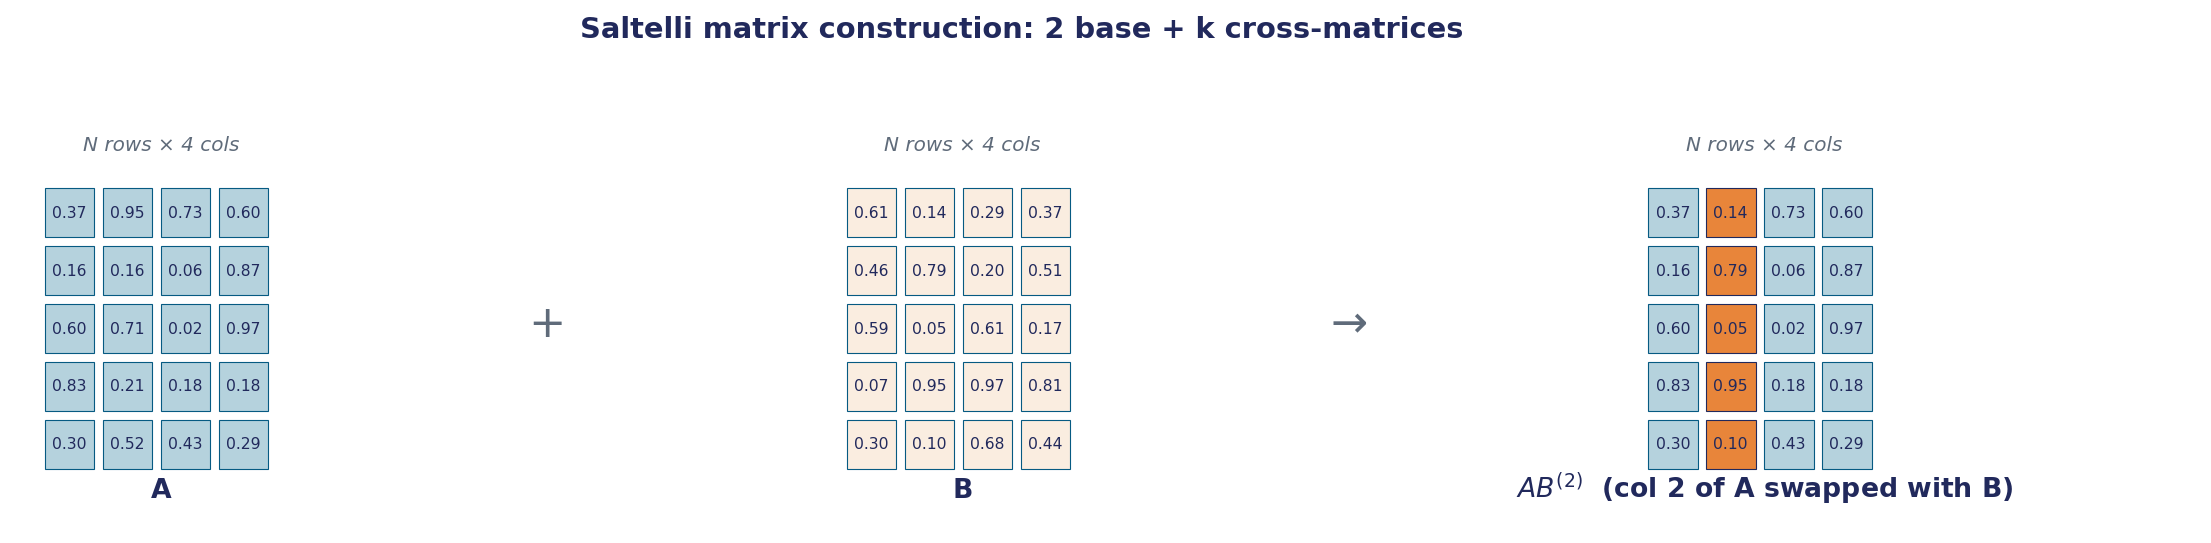 Saltelli matrix construction: 2 base + k cross-matrices
N rows × 4 cols
0.37 0.95 0.73 0.60
0.16 0.16 0.06 0.87
0.60 0.71 0.02 0.97
0.83 0.21 0.18 0.18
0.30 0.52 0.43 0.29
A
+
N rows × 4 cols
0.61 0.14 0.29 0.37
0.46 0.79 0.20 0.51
0.59 0.05 0.61 0.17
0.07 0.95 0.97 0.81
0.30 0.10 0.68 0.44
B
→
N rows × 4 cols
0.37 0.14 0.73 0.60
0.16 0.79 0.06 0.87
0.60 0.05 0.02 0.97
0.83 0.95 0.18 0.18
0.30 0.10 0.43 0.29
AB⁽²⁾ (col 2 of A swapped with B)